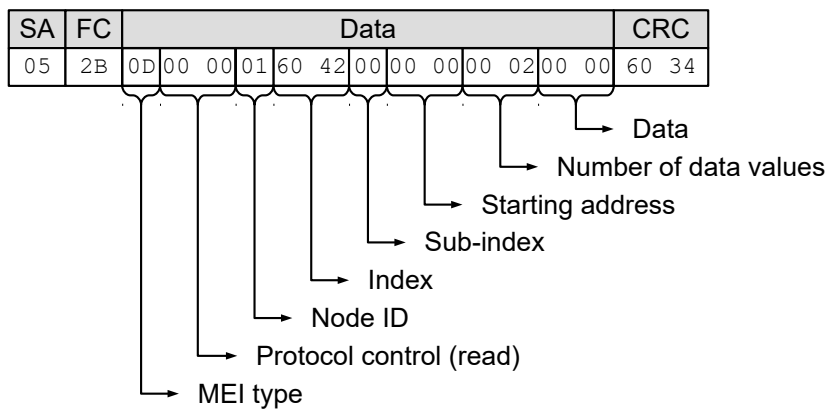 SA FC Data CRC
05 2B 0D 00 00 01 60 42 00 00 00 00 02 00 00 60 34
Data
Number of data values
Starting address
Sub-index
Index
Node ID
Protocol control (read)
MEI type